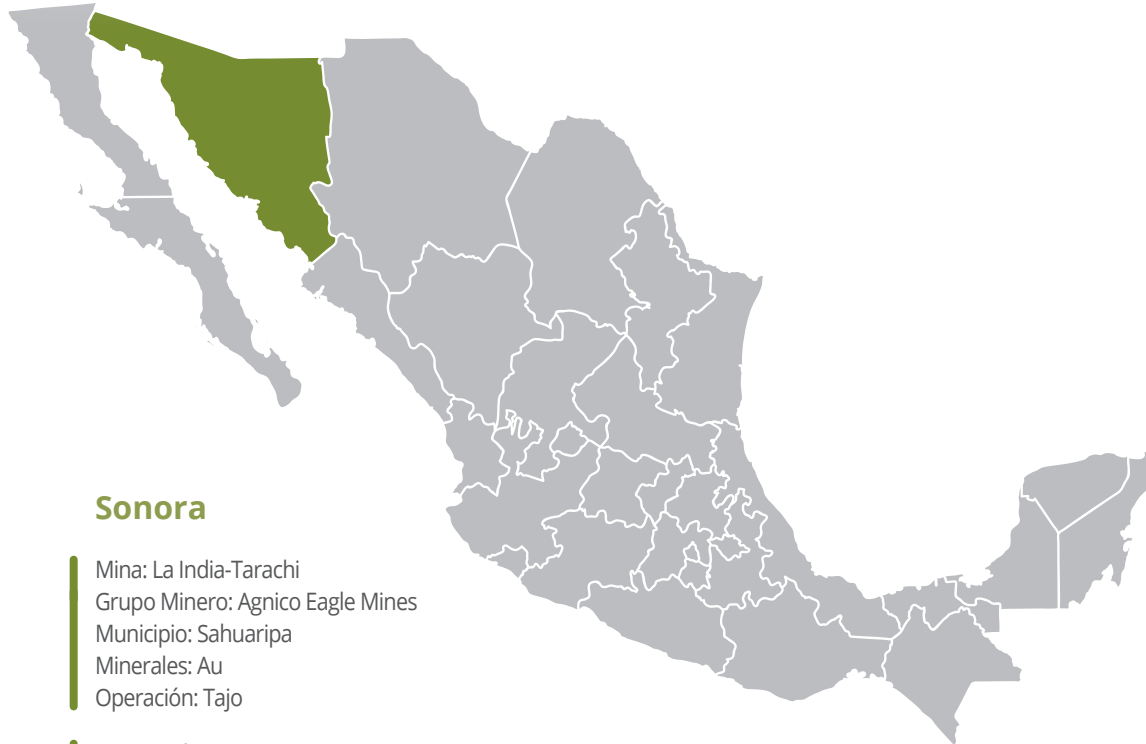 Sonora
Mina: La India-Tarachi
Grupo Minero: Agnico Eagle Mines
Municipio: Sahuaripa
Minerales: Au
Operación: Tajo